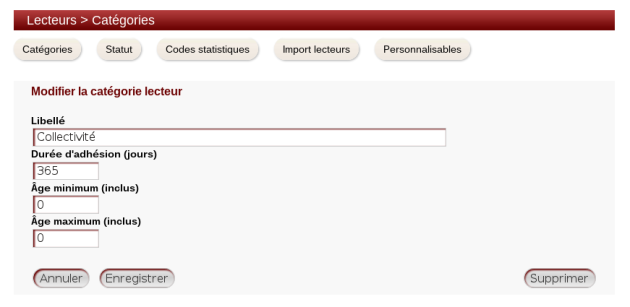 Lecteurs > Catégories
Catégories Statut Codes statistiques Import lecteurs Personnalisables
Modifier la catégorie lecteur
Libellé
Collectivité
Durée d'adhésion (jours)
365
Âge minimum (inclus)
0
Âge maximum (inclus)
0
Annuler Enregistrer Supprimer